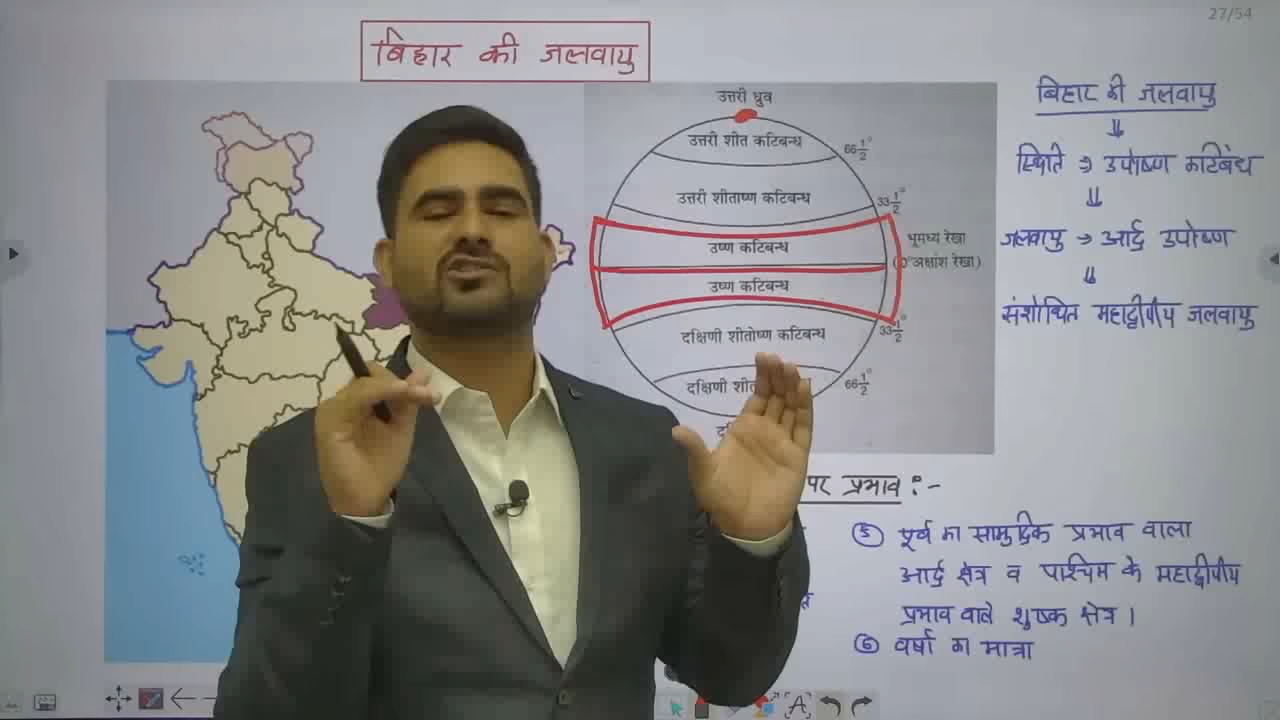 27/54
बिहार की जलवायु
उत्तरी ध्रुव
उत्तरी शीत कटिबन्ध
66½°
उत्तरी शीतोष्ण कटिबन्ध
33½°
उष्ण कटिबन्ध
भूमध्य रेखा
(0° अक्षांश रेखा)
उष्ण कटिबन्ध
दक्षिणी शीतोष्ण कटिबन्ध
33½°
दक्षिणी
66½°
बिहार की जलवायु
⇓
स्थिति ⇒ उपोष्ण कटिबंध
⇓
जलवायु → आर्द्र उपोष्ण
⇓
संशोधित महाद्वीपीय जलवायु
पर प्रभाव :-
⑤ पूर्व का सामुद्रिक प्रभाव वाला
आर्द्र क्षेत्र व पश्चिम के महाद्वीपीय
प्रभाव वाले शुष्क क्षेत्र।
⑥ वर्षा का मात्रा